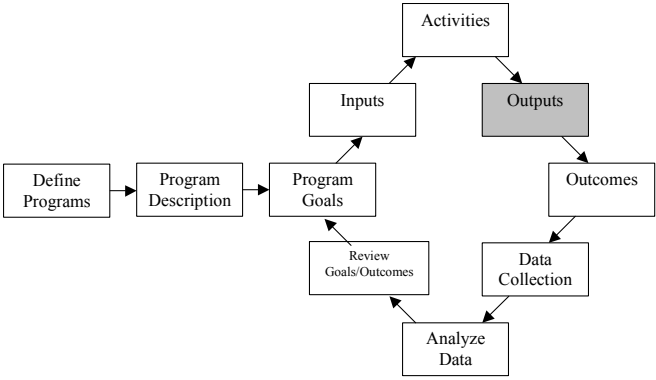 Activities
Inputs
Outputs
Define
Programs
Program
Description
Program
Goals
Outcomes
Review
Goals/Outcomes
Data
Collection
Analyze
Data